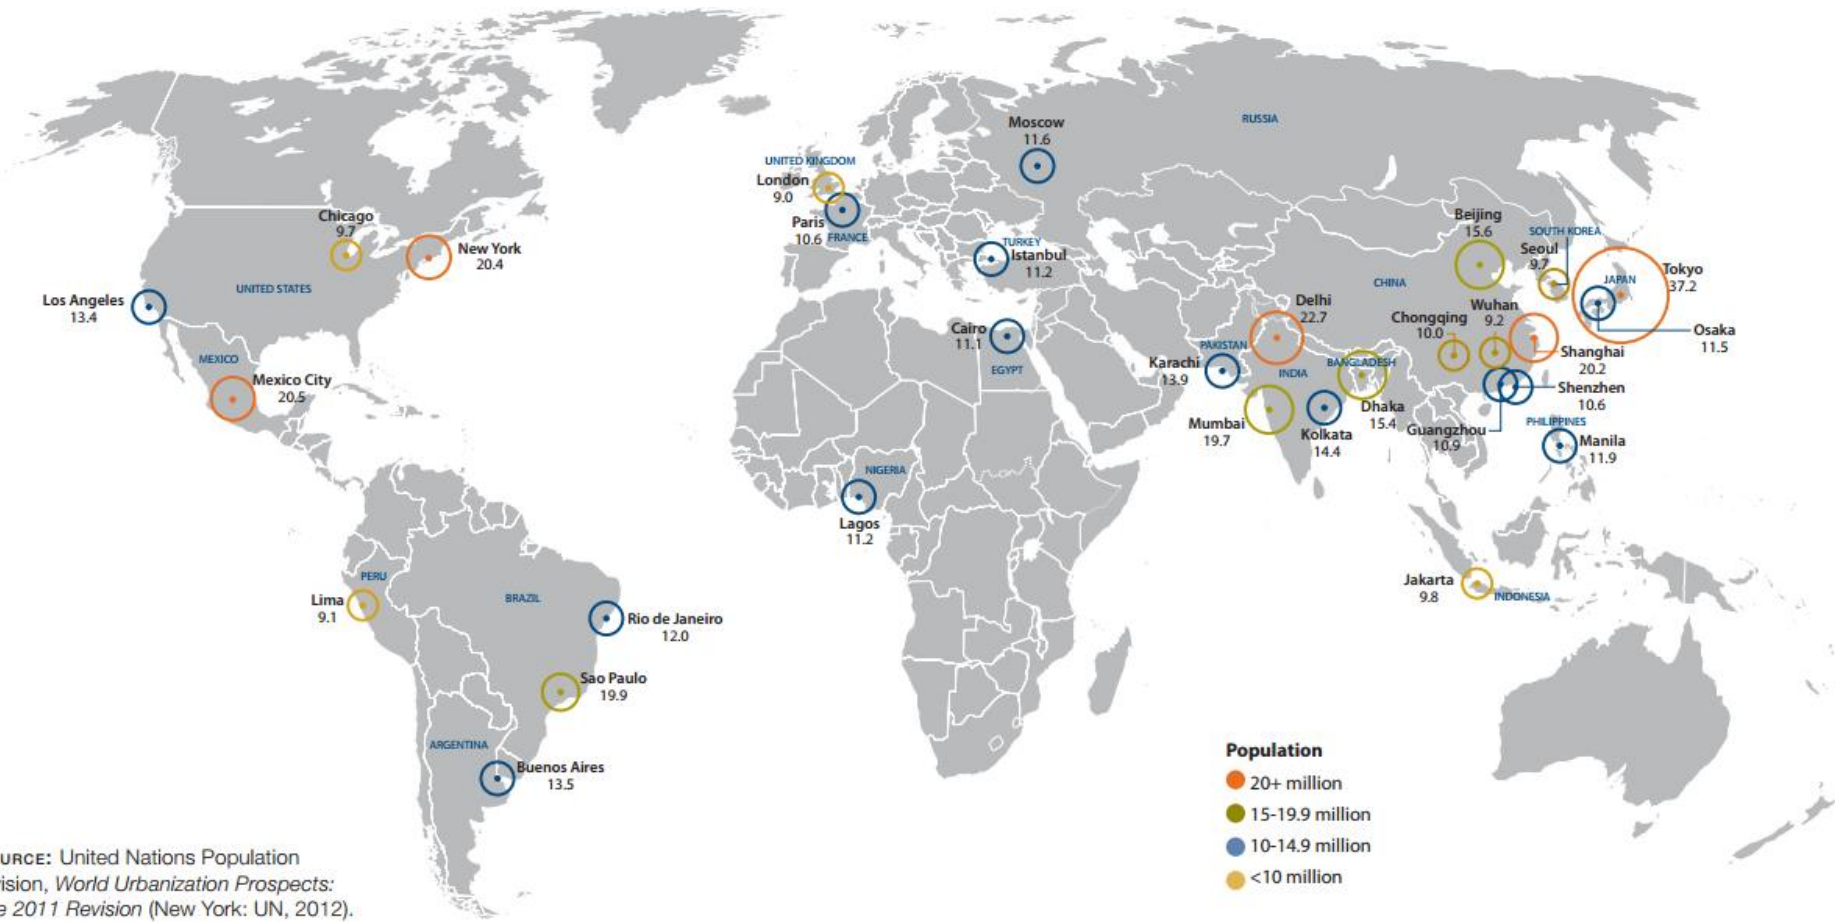 RUSSIA
Moscow
11.6
UNITED KINGDOM
London
9.0
Paris
10.6
FRANCE
TURKEY
Istanbul
11.2
Chicago
9.7
New York
20.4
UNITED STATES
Los Angeles
13.4
MEXICO
Mexico City
20.5
Cairo
11.1
EGYPT
NIGERIA
Lagos
11.2
PERU
Lima
9.1
BRAZIL
Rio de Janeiro
12.0
Sao Paulo
19.9
ARGENTINA
Buenos Aires
13.5
Beijing
15.6
SOUTH KOREA
Seoul
9.7
JAPAN
Tokyo
37.2
Osaka
11.5
CHINA
Wuhan
9.2
Chongqing
10.0
Shanghai
20.2
Shenzhen
10.6
Guangzhou
10.9
Delhi
22.7
PAKISTAN
Karachi
13.9
INDIA
BANGLADESH
Dhaka
15.4
Mumbai
19.7
Kolkata
14.4
PHILIPPINES
Manila
11.9
Jakarta
9.8
INDONESIA
Population
20+ million
15-19.9 million
10-14.9 million
<10 million
URCE: United Nations Population
ision, World Urbanization Prospects:
e 2011 Revision (New York: UN, 2012).